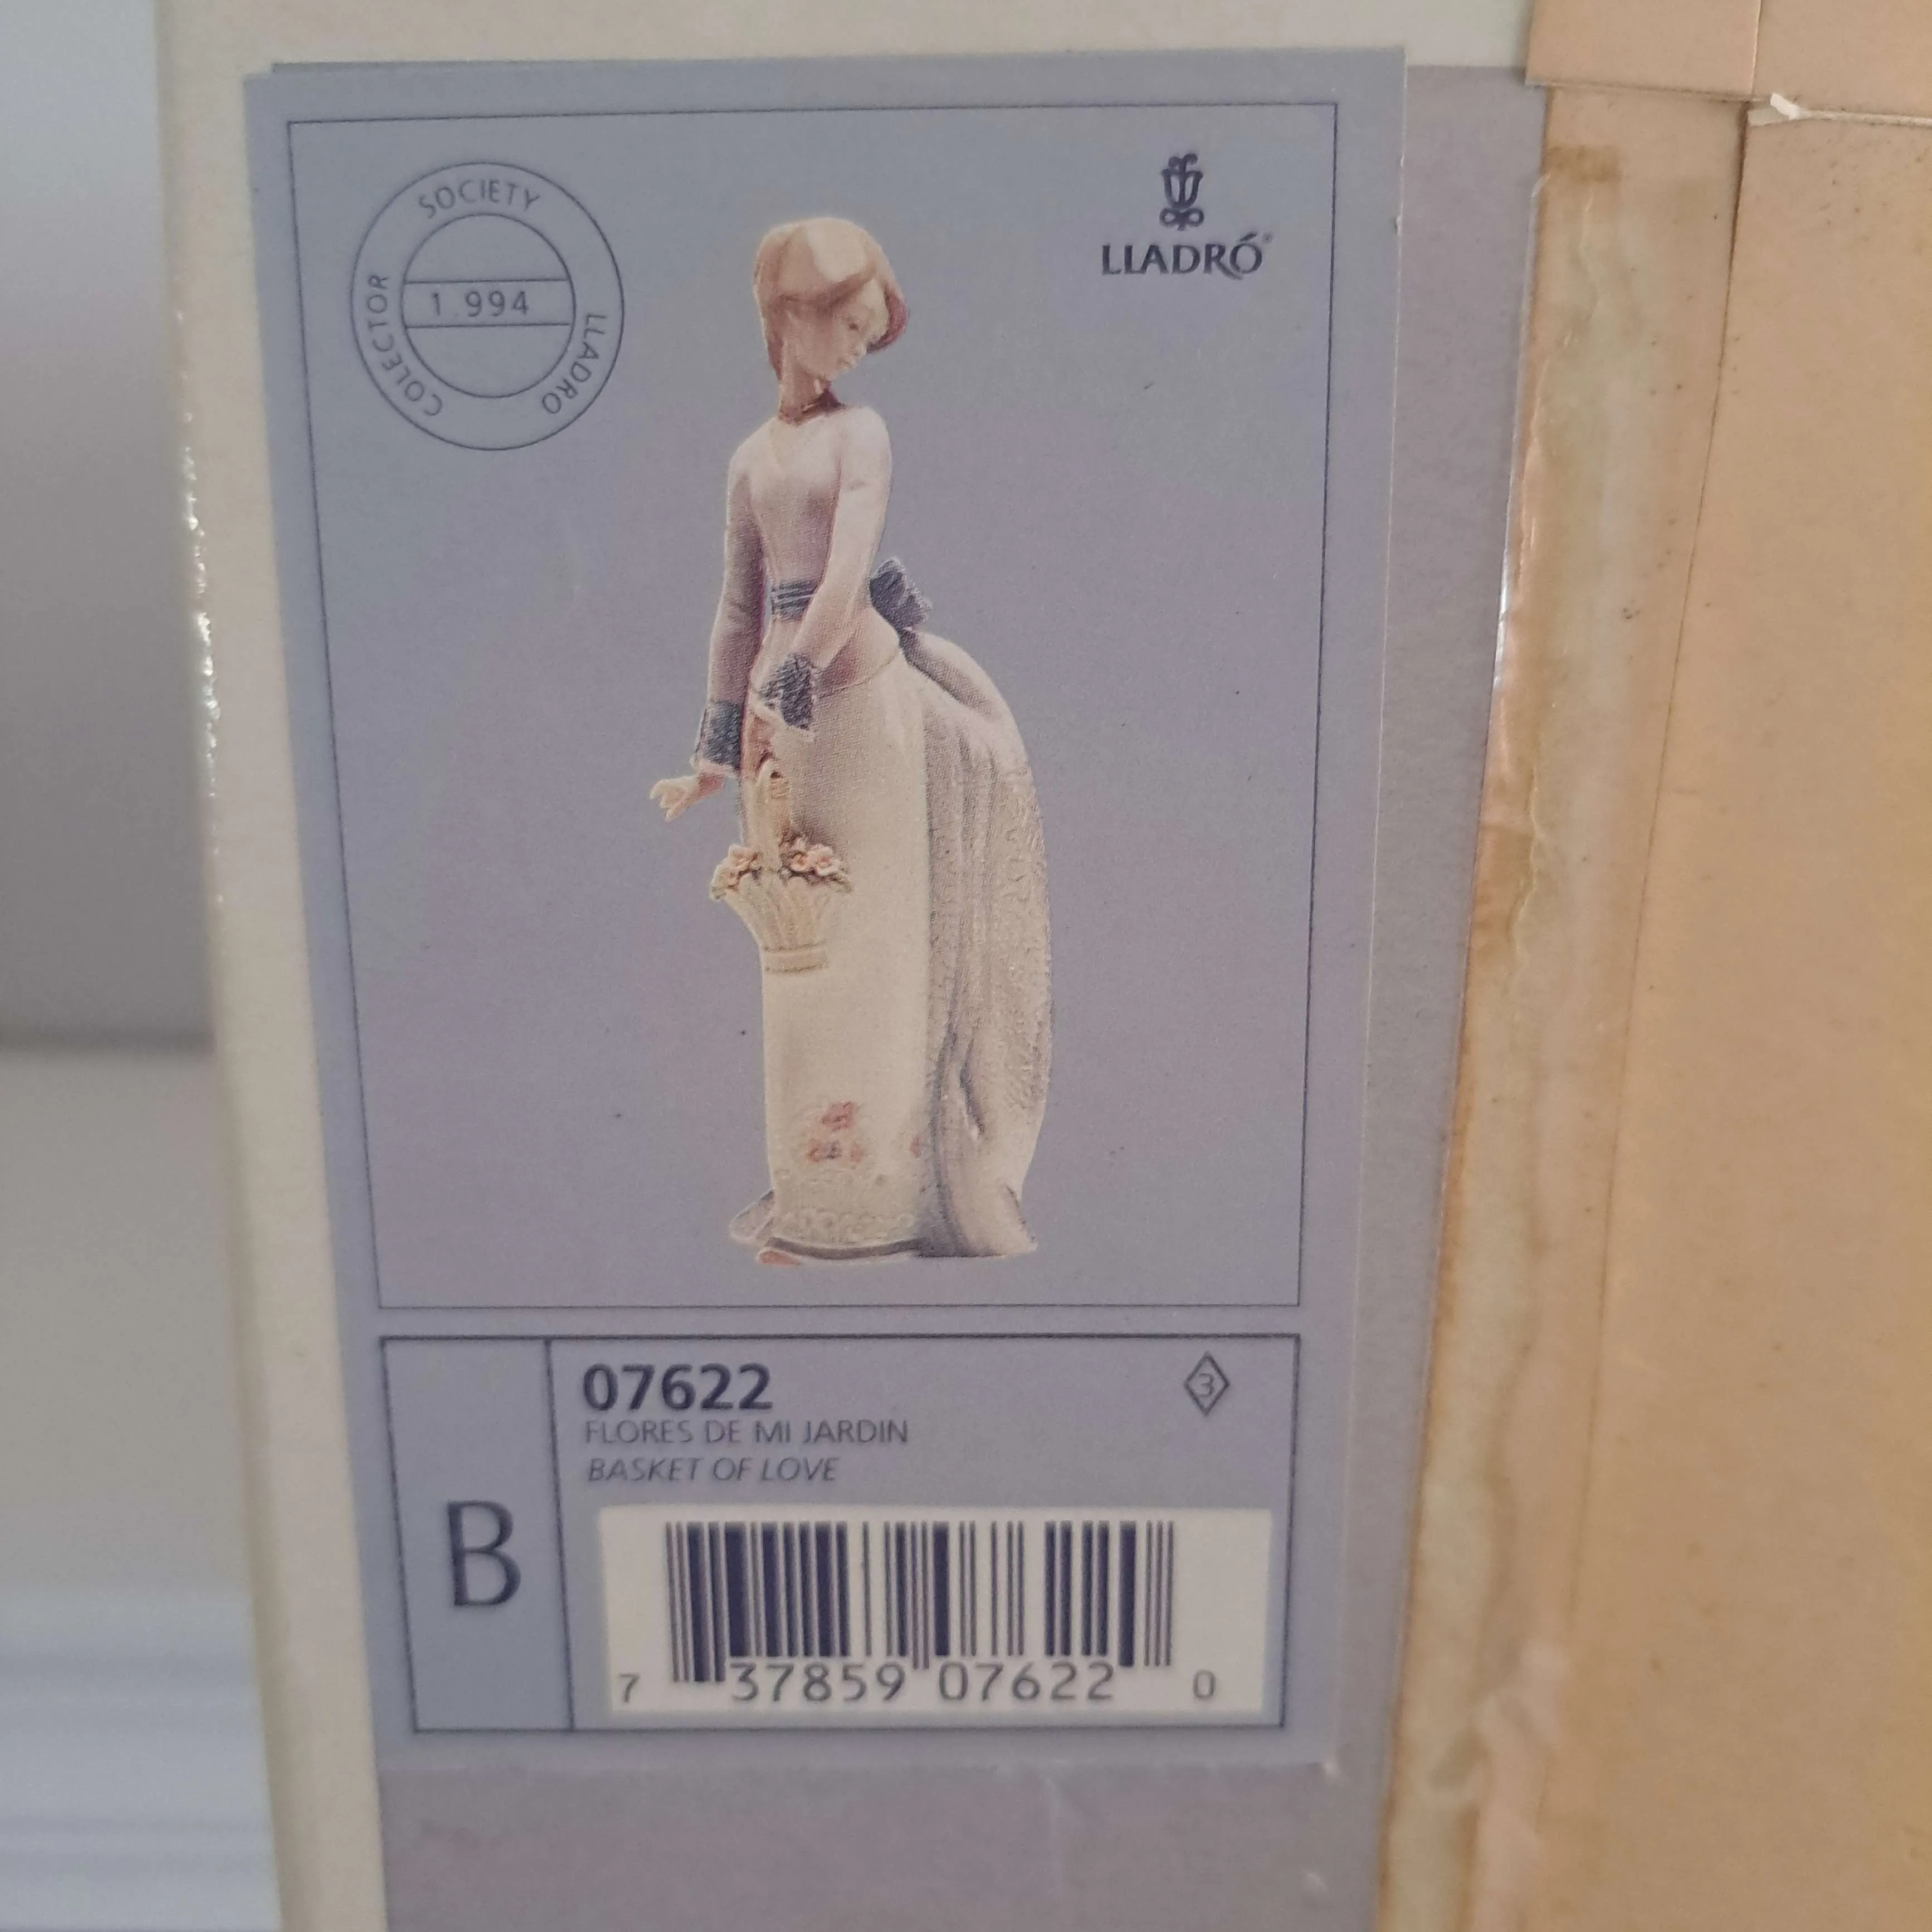 SOCIETY
COLECTOR
1.994
LLADRO
LLADRÓ®
07622
FLORES DE MI JARDIN
BASKET OF LOVE
3
B
7 37859 07622 0